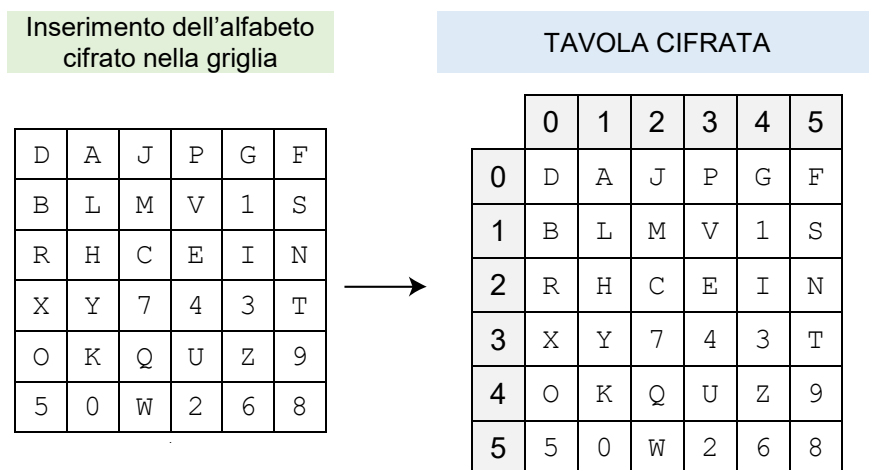 Inserimento dell'alfabeto
cifrato nella griglia
TAVOLA CIFRATA
D A J P G F
B L M V 1 S
R H C E I N
X Y 7 4 3 T
O K Q U Z 9
5 0 W 2 6 8
0 1 2 3 4 5
0 D A J P G F
1 B L M V 1 S
2 R H C E I N
3 X Y 7 4 3 T
4 O K Q U Z 9
5 5 0 W 2 6 8